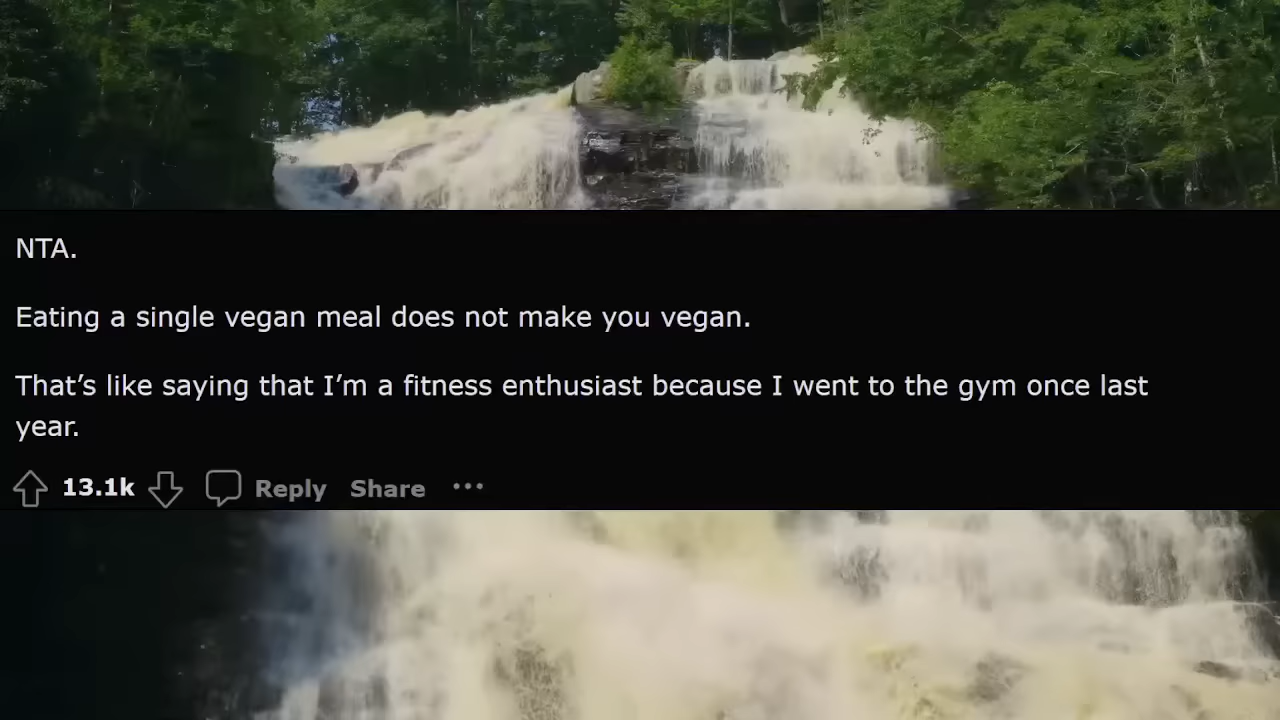 NTA.
Eating a single vegan meal does not make you vegan.
That’s like saying that I’m a fitness enthusiast because I went to the gym once last
year.
13.1k Reply Share •••